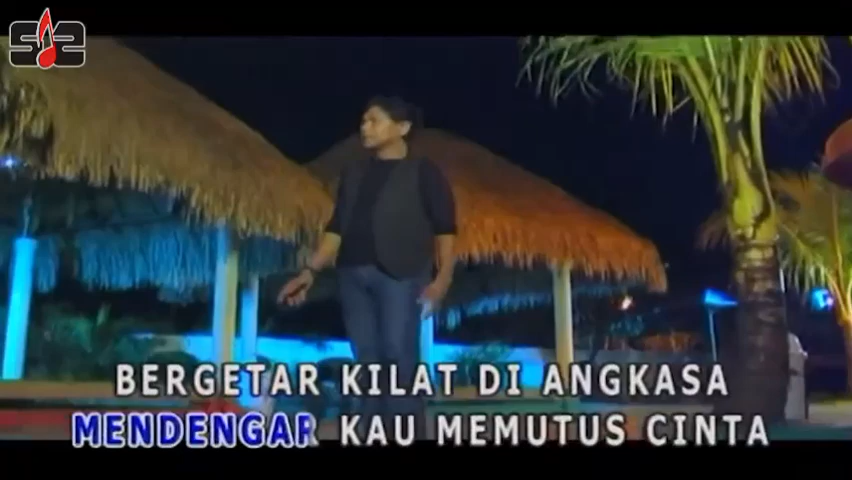 BERGETAR KILAT DI ANGKASA
MENDENGAR KAU MEMUTUS CINTA